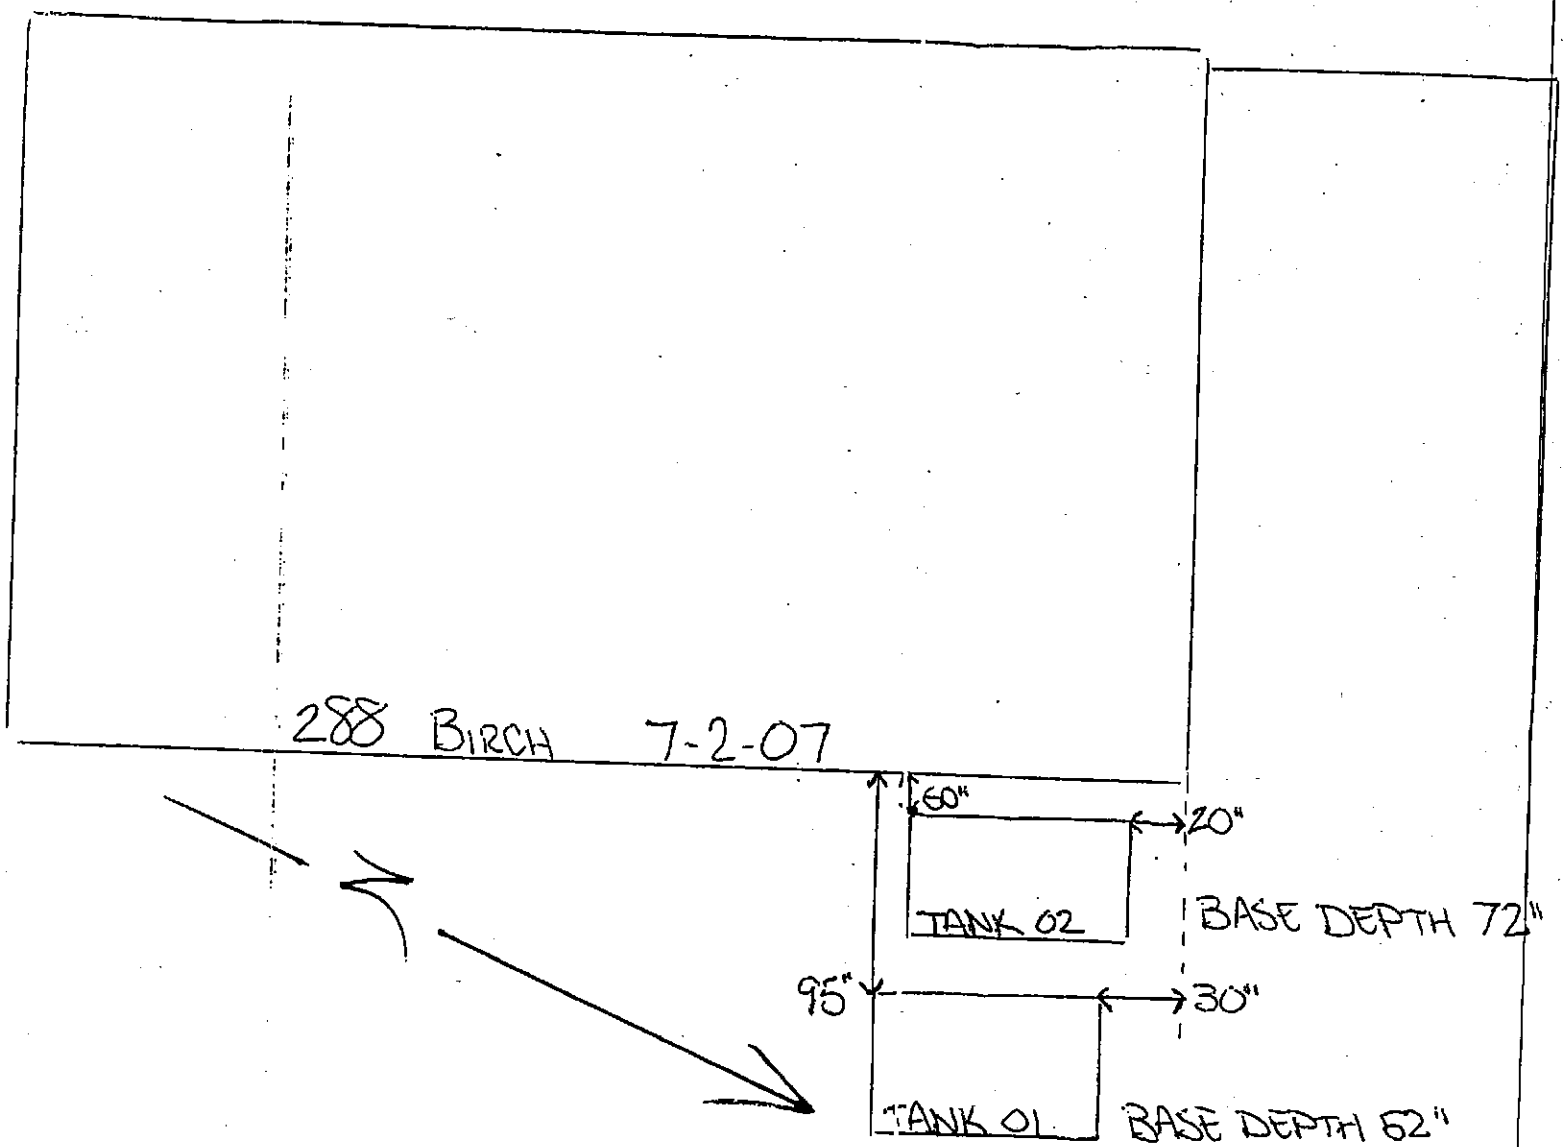 288 BIRCH 7-2-07
60"
20"
TANK 02
BASE DEPTH 72"
95"
30"
TANK 01
BASE DEPTH 62"
N